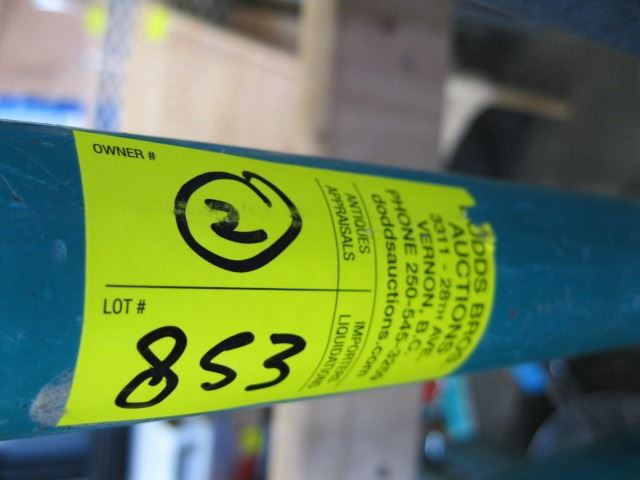 OWNER #
2
LOT #
853
ANTIQUES
APPRAISALS
IMPORTERS
LIQUIDATIONS
DODDS BROS
AUCTIONS
3311 - 28TH AVE
VERNON, B.C.
PHONE 250-545-3259
doddsauctions.com